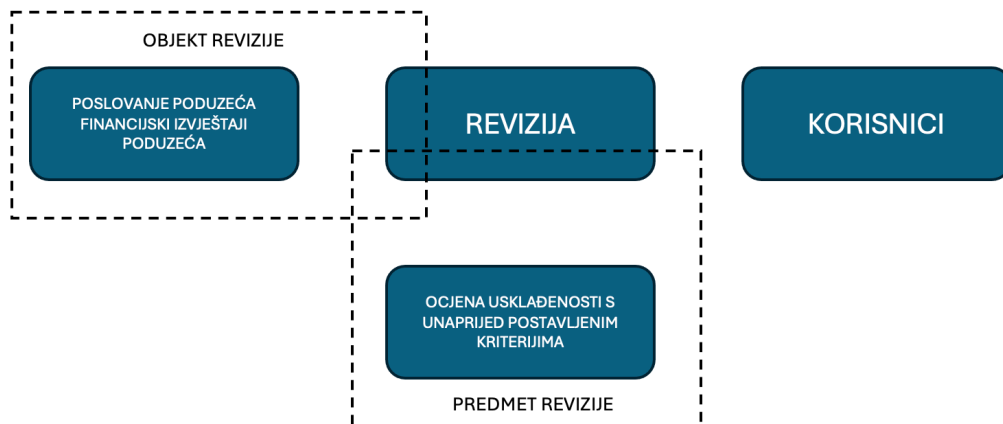 OBJEKT REVIZIJE
POSLOVANJE PODUZEĆA
FINANCIJSKI IZVJEŠTAJI
PODUZEĆA
REVIZIJA
KORISNICI
OCJENA USKLAĐENOSTI S
UNAPRIJED POSTAVLJENIM
KRITERIJIMA
PREDMET REVIZIJE